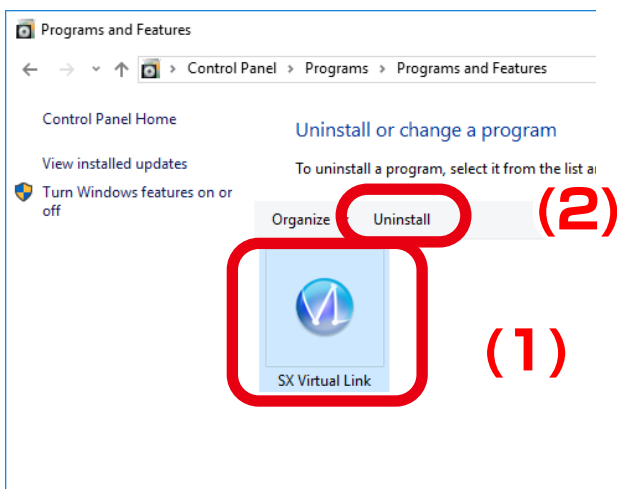 Programs and Features
Control Panel > Programs > Programs and Features
Control Panel Home
Uninstall or change a program
View installed updates
To uninstall a program, select it from the list
Turn Windows features on or
off
Organize
Uninstall
(2)
VL
(1)
SX Virtual Link